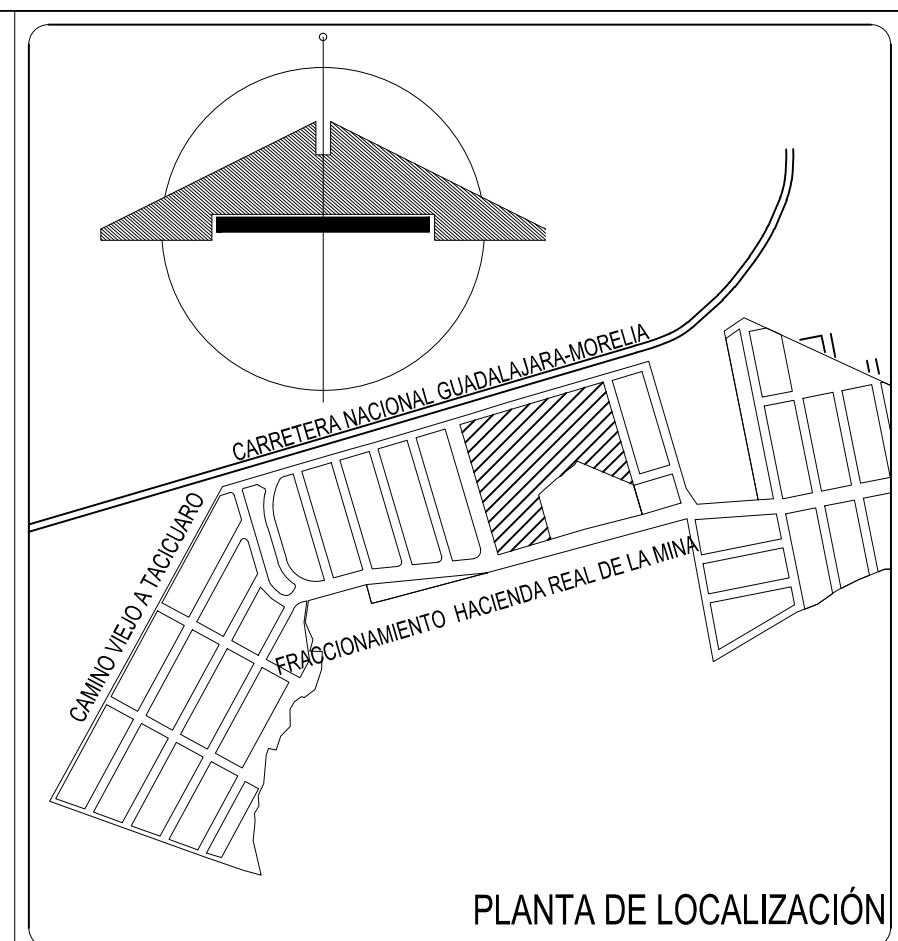 CARRETERA NACIONAL GUADALAJARA-MORELIA
CAMINO VIEJO A TACICUARO
FRACCIONAMIENTO HACIENDA REAL DE LA MINA
PLANTA DE LOCALIZACIÓN